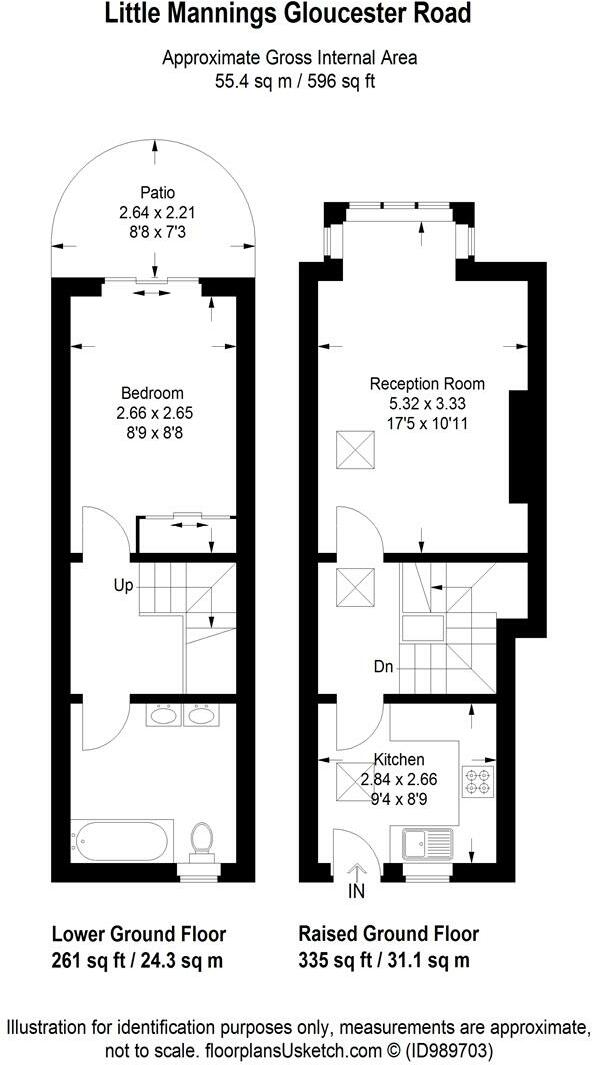 Little Mannings Gloucester Road
Approximate Gross Internal Area
55.4 sq m / 596 sq ft
Patio
2.64 x 2.21
8'8 x 7'3
Bedroom
2.66 x 2.65
8'9 x 8'8
Reception Room
5.32 x 3.33
17'5 x 10'11
Up
Dn
Kitchen
2.84 x 2.66
9'4 x 8'9
IN
Lower Ground Floor
261 sq ft / 24.3 sq m
Raised Ground Floor
335 sq ft / 31.1 sq m
Illustration for identification purposes only, measurements are approximate,
not to scale. floorplansUsketch.com © (ID989703)